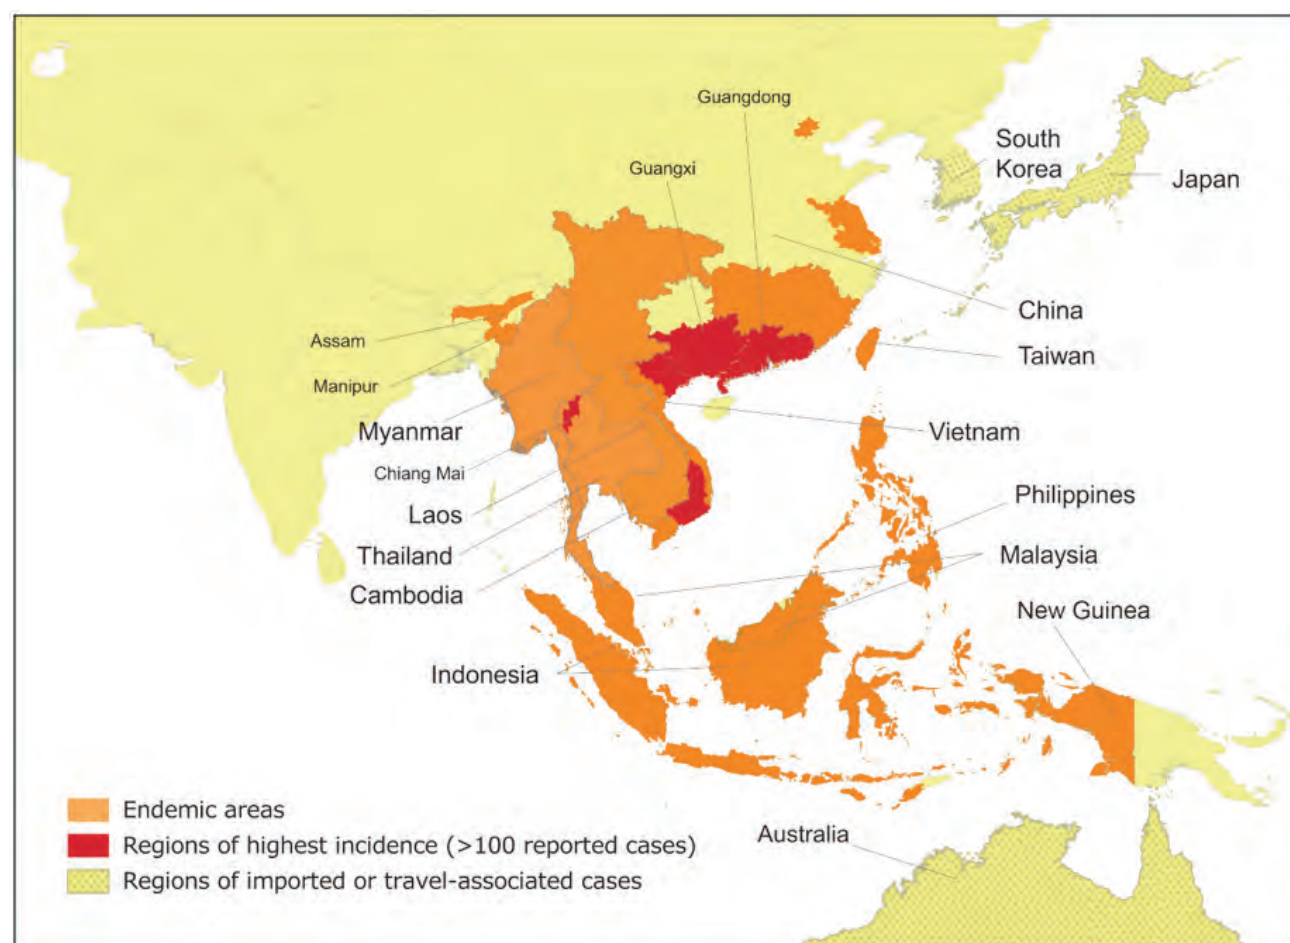 Guangdong
South
Korea
Japan
Guangxi
China
Assam
Taiwan
Manipur
Myanmar
Vietnam
Chiang Mai
Philippines
Laos
Thailand
Malaysia
Cambodia
New Guinea
Indonesia
Endemic areas
Australia
Regions of highest incidence (>100 reported cases)
Regions of imported or travel-associated cases